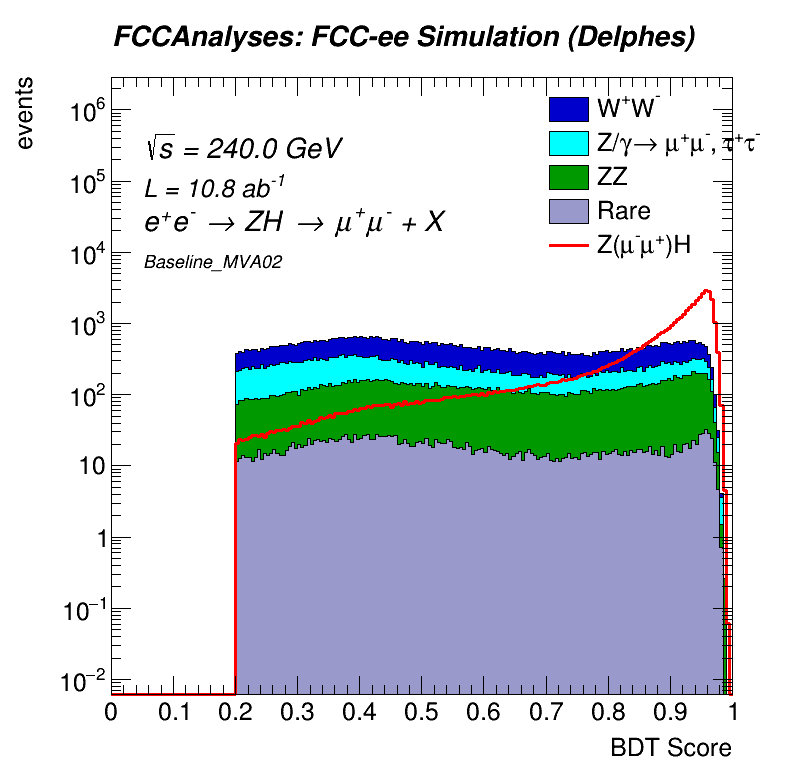 FCCAnalyses: FCC-ee Simulation (Delphes)
events
10⁶
10⁵
10⁴
10³
10²
10
1
10⁻¹
10⁻²
√s = 240.0 GeV
L = 10.8 ab⁻¹
e⁺e⁻ → ZH → μ⁺μ⁻ + X
Baseline_MVA02
W⁺W⁻
Z/γ→ μ⁺μ⁻, τ⁺τ⁻
ZZ
Rare
Z(μ⁻μ⁺)H
0 0.1 0.2 0.3 0.4 0.5 0.6 0.7 0.8 0.9 1
BDT Score